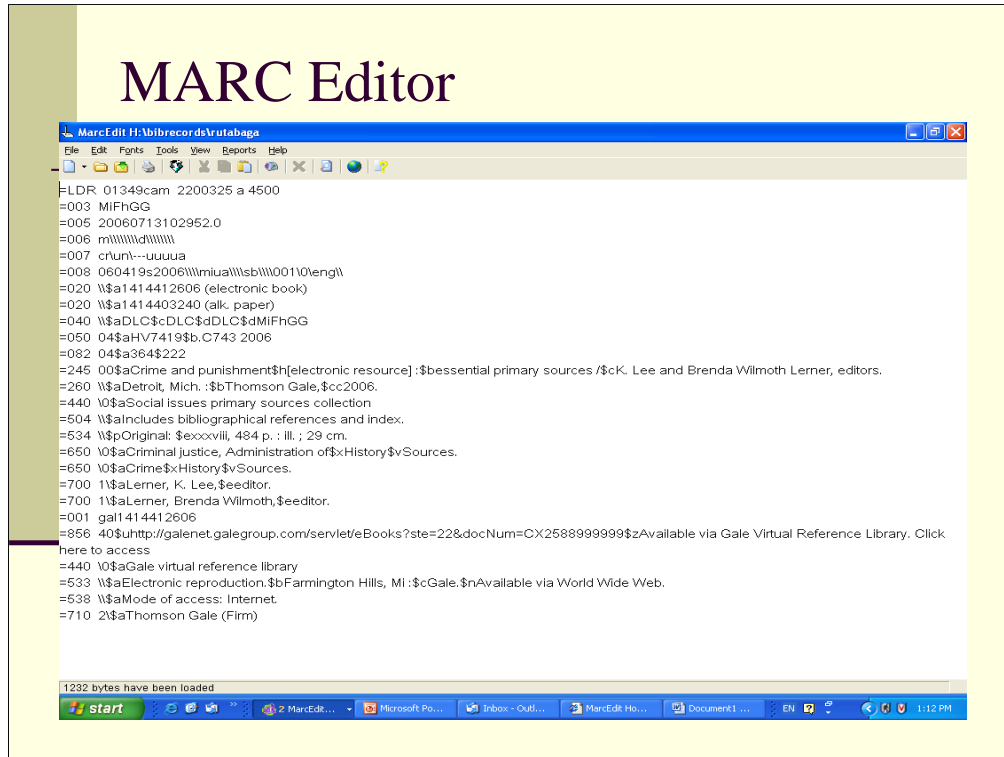 MARC Editor
MarcEdit H:\bibrecords\rutabaga
File Edit Fonts Tools View Reports Help
=LDR 01349cam 2200325 a 4500
=003 MiFhGG
=005 20060713102952.0
=006 m\\\\\\\\d\\\\\\\
=007 cr\un\---uuuua
=008 060419s2006\\\\miua\\\\sb\\\\001\0\eng\\
=020 \\$a1414412606 (electronic book)
=020 \\$a1414403240 (alk. paper)
=040 \\$aDLC$cDLC$dDLC$dMiFhGG
=050 04$aHV7419$b.C743 2006
=082 04$a364$222
=245 00$aCrime and punishment$h[electronic resource] :$bessential primary sources /$cK. Lee and Brenda Wilmoth Lerner, editors.
=260 \\$aDetroit, Mich. :$bThomson Gale,$cc2006.
=440 \0$aSocial issues primary sources collection
=504 \\$aIncludes bibliographical references and index.
=534 \\$pOriginal: $exxxviii, 484 p. : ill. ; 29 cm.
=650 \0$aCriminal justice, Administration of$xHistory$vSources.
=650 \0$aCrime$xHistory$vSources.
=700 1\$aLerner, K. Lee,$eeditor.
=700 1\$aLerner, Brenda Wilmoth,$eeditor.
=001 gal1414412606
=856 40$uhttp://galenet.galegroup.com/servlet/eBooks?ste=22&docNum=CX2588999999$zAvailable via Gale Virtual Reference Library. Click
here to access
=440 \0$aGale virtual reference library
=533 \\$aElectronic reproduction.$bFarmington Hills, Mi :$cGale.$nAvailable via World Wide Web.
=538 \\$aMode of access: Internet.
=710 2\$aThomson Gale (Firm)
1232 bytes have been loaded
start 2 MarcEdit... Microsoft Po... Inbox - Outl... MarcEdit Ho... Document1 ... EN 1:12 PM